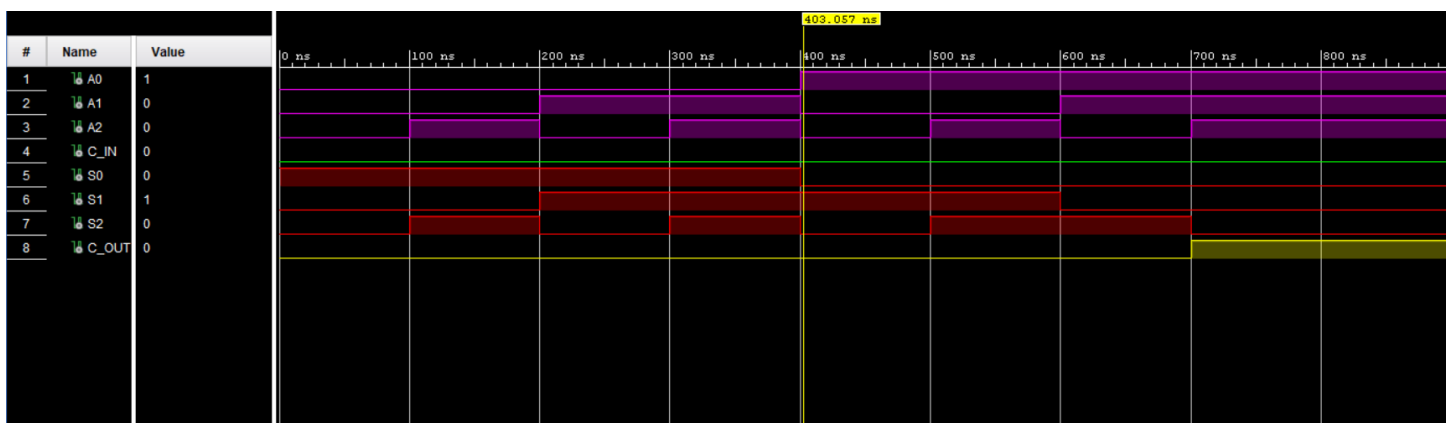 403.057 ns
# Name Value 0 ns 100 ns 200 ns 300 ns 400 ns 500 ns 600 ns 700 ns 800 ns
1 A0 1
2 A1 0
3 A2 0
4 C_IN 0
5 S0 0
6 S1 1
7 S2 0
8 C_OUT 0